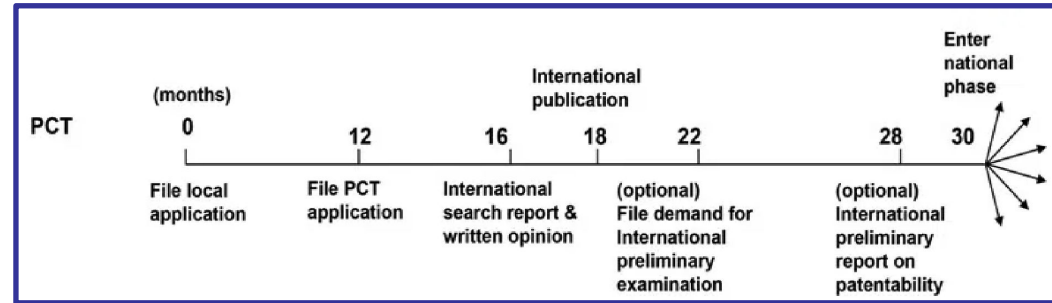 PCT
(months)
0
12
16
18
22
28
30
International
publication
Enter
national
phase
File local
application
File PCT
application
International
search report &
written opinion
(optional)
File demand for
International
preliminary
examination
(optional)
International
preliminary
report on
patentability